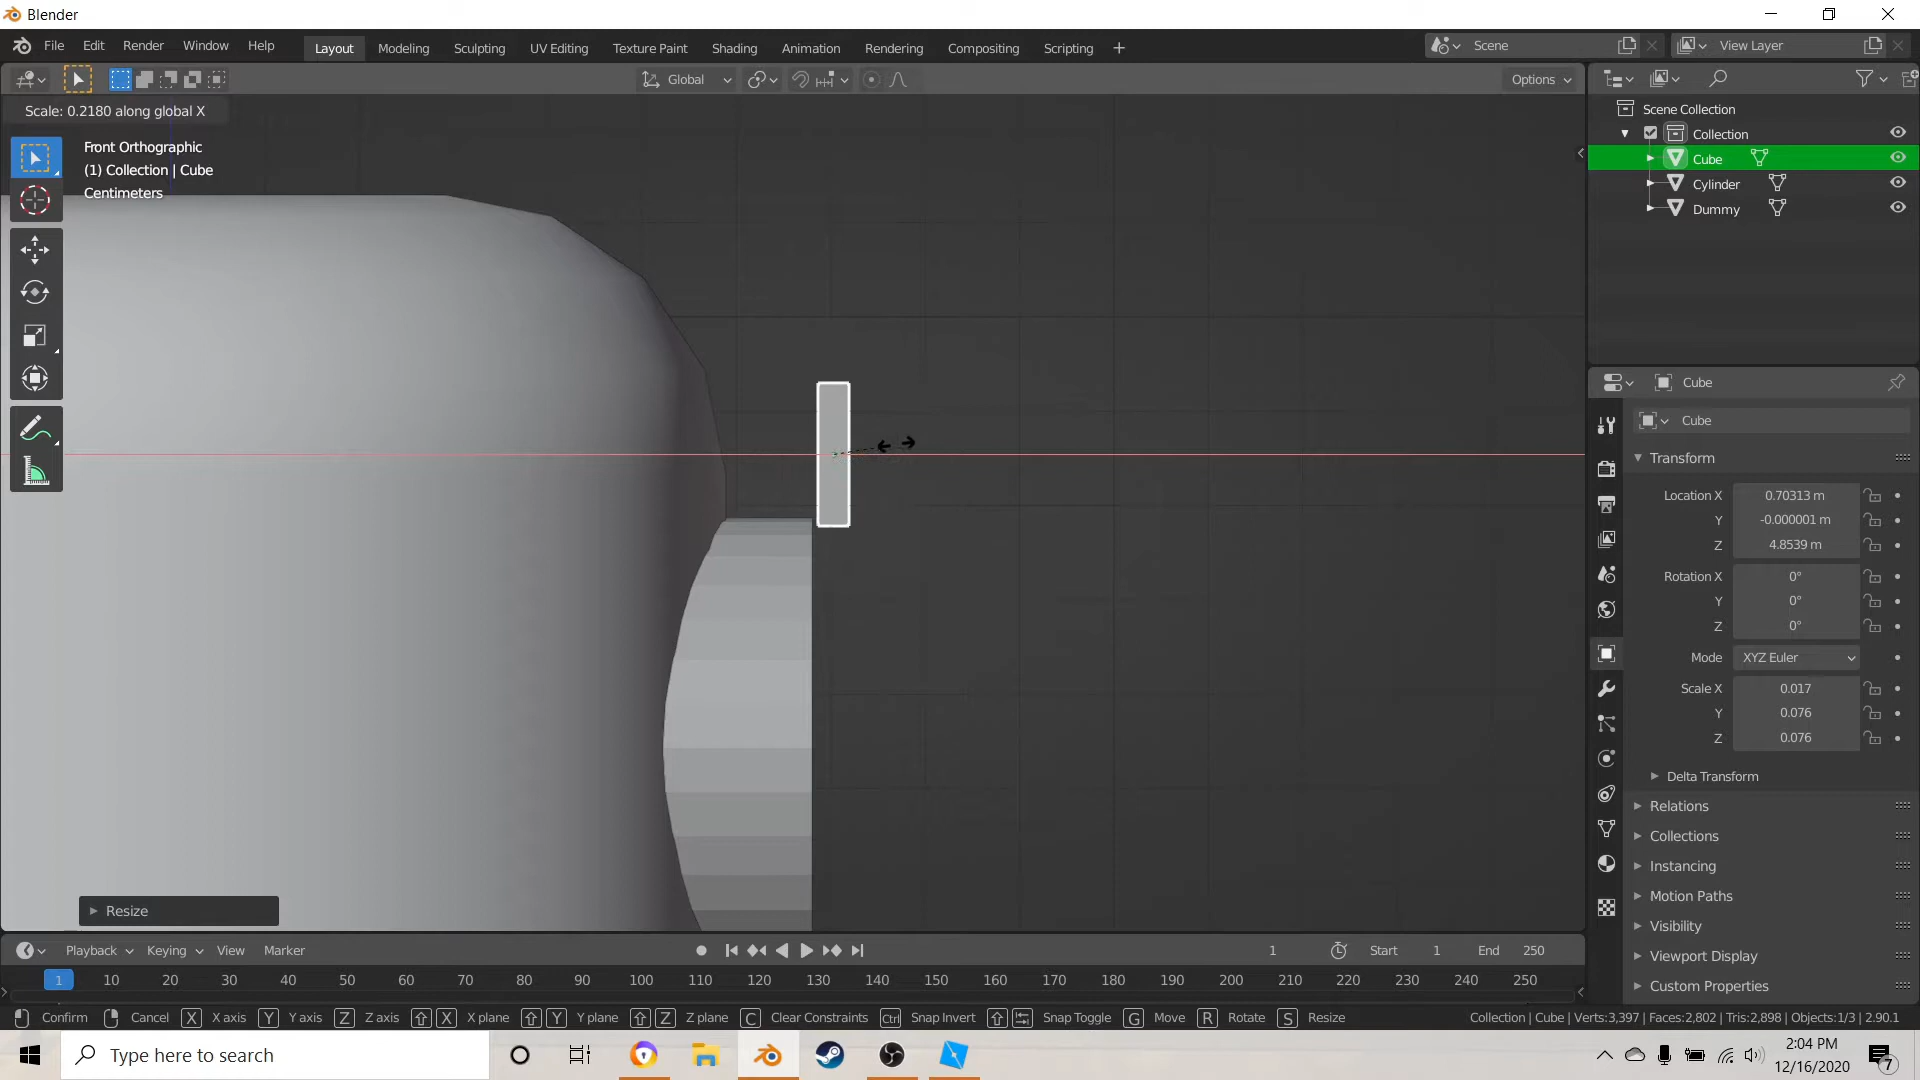 Blender
File Edit Render Window Help Layout Modeling Sculpting UV Editing Texture Paint Shading Animation Rendering Compositing Scripting + Scene View Layer
Global Options
Scale: 0.2180 along global X
Front Orthographic
(1) Collection | Cube
Centimeters
Scene Collection
Collection
Cube
Cylinder
Dummy
Cube
Cube
Transform
Location X 0.70313 m
Y -0.000001 m
Z 4.8539 m
Rotation X 0°
Y 0°
Z 0°
Mode XYZ Euler
Scale X 0.017
Y 0.076
Z 0.076
Delta Transform
Relations
Collections
Instancing
Motion Paths
Visibility
Viewport Display
Custom Properties
Resize
Playback Keying View Marker 1 Start 1 End 250
1 10 20 30 40 50 60 70 80 90 100 110 120 130 140 150 160 170 180 190 200 210 220 230 240 250
Confirm Cancel X X axis Y Y axis Z Z axis X X plane Y Y plane Z Z plane C Clear Constraints Ctrl Snap Invert Snap Toggle G Move R Rotate S Resize Collection | Cube | Verts:3,397 | Faces:2,802 | Tris:2,898 | Objects:1/3 | 2.90.1
Type here to search
2:04 PM
12/16/2020
7